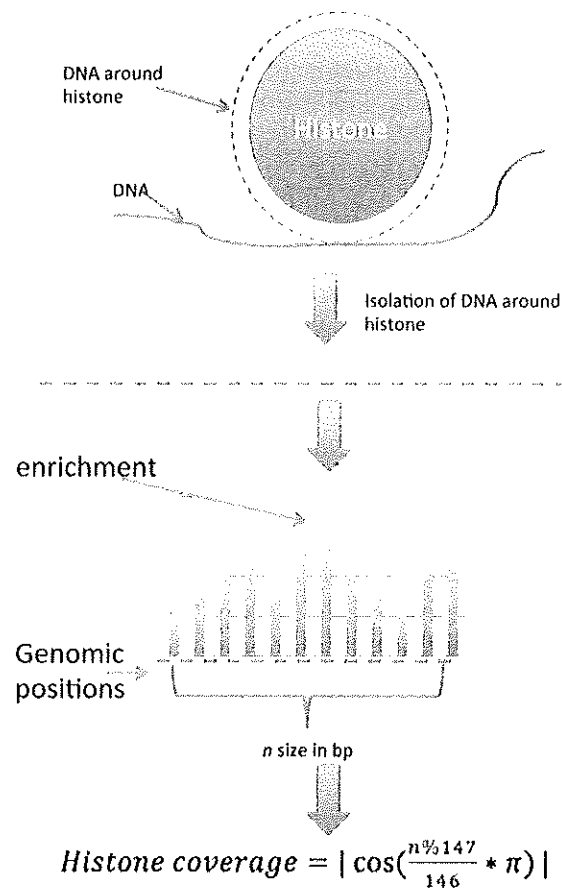 DNA around
histone
Histone
DNA
Isolation of DNA around
histone
enrichment
Genomic
positions
n size in bp
Histone coverage = | cos(n%147/146 * π) |